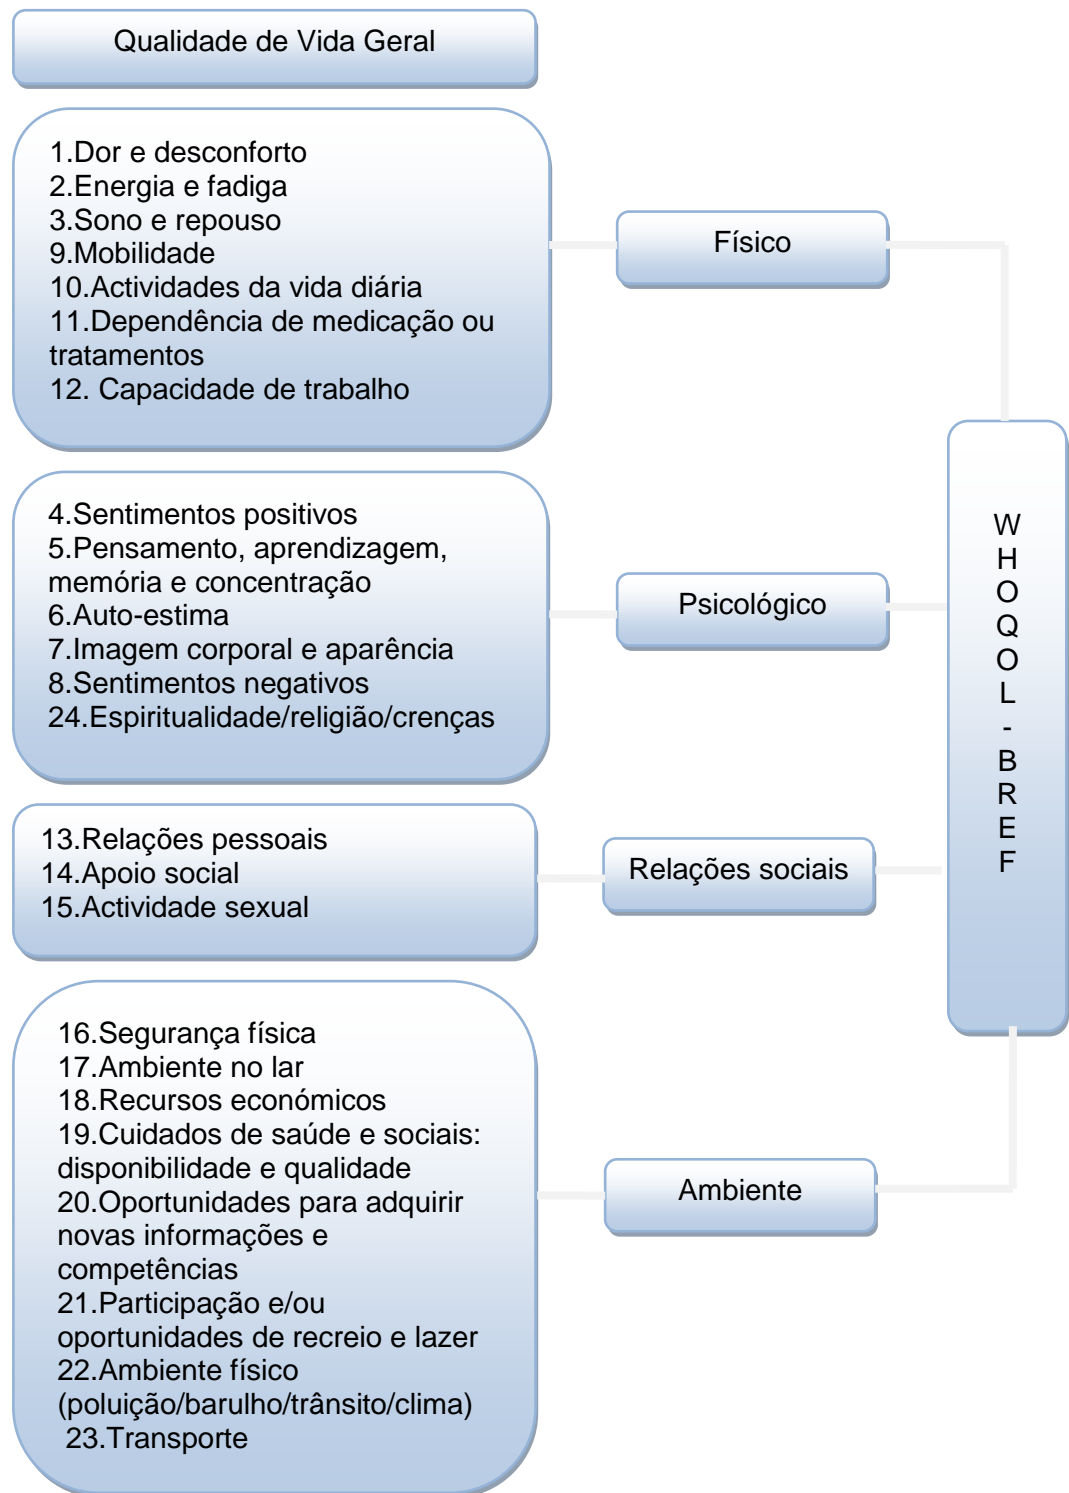 Qualidade de Vida Geral
1.Dor e desconforto
2.Energia e fadiga
3.Sono e repouso
9.Mobilidade
10.Actividades da vida diária
11.Dependência de medicação ou
tratamentos
12. Capacidade de trabalho
Físico
4.Sentimentos positivos
5.Pensamento, aprendizagem,
memória e concentração
6.Auto-estima
7.Imagem corporal e aparência
8.Sentimentos negativos
24.Espiritualidade/religião/crenças
Psicológico
13.Relações pessoais
14.Apoio social
15.Actividade sexual
Relações sociais
16.Segurança física
17.Ambiente no lar
18.Recursos económicos
19.Cuidados de saúde e sociais:
disponibilidade e qualidade
20.Oportunidades para adquirir
novas informações e
competências
21.Participação e/ou
oportunidades de recreio e lazer
22.Ambiente físico
(poluição/barulho/trânsito/clima)
23.Transporte
Ambiente
W
H
O
Q
O
L
-
B
R
E
F